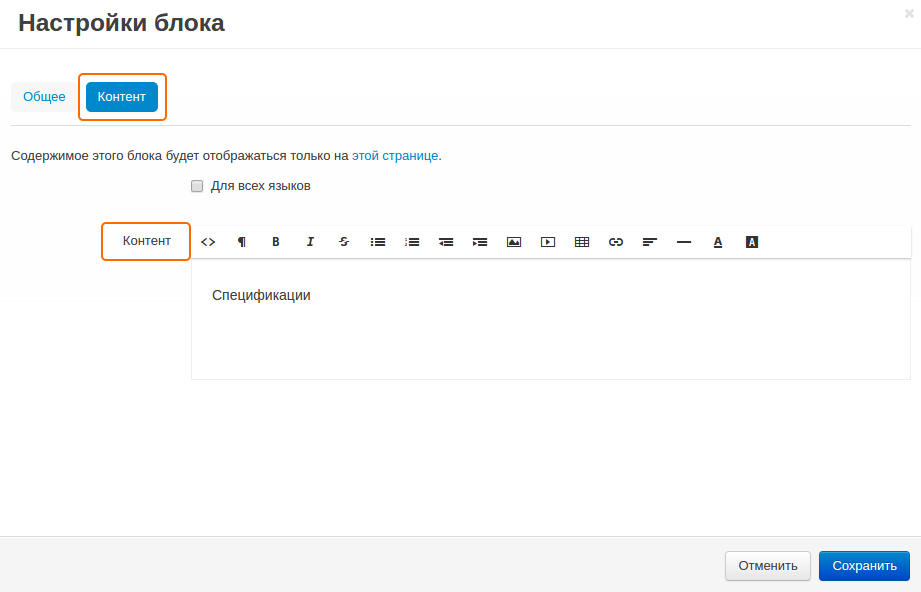 Настройки блока
Общее Контент
Содержимое этого блока будет отображаться только на этой странице.
Для всех языков
Контент
Спецификации
Отменить Сохранить